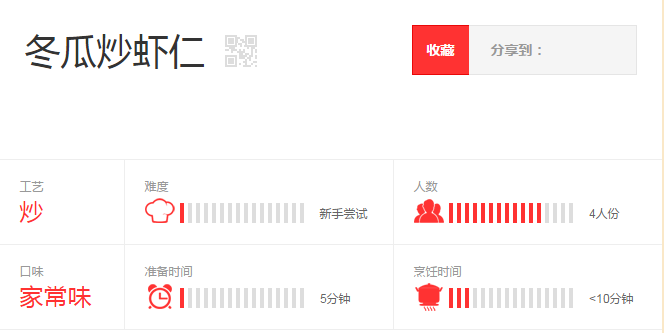 冬瓜炒虾仁
收藏 分享到：
工艺 难度 人数
炒 新手尝试 4人份
口味 准备时间 烹饪时间
家常味 5分钟 <10分钟